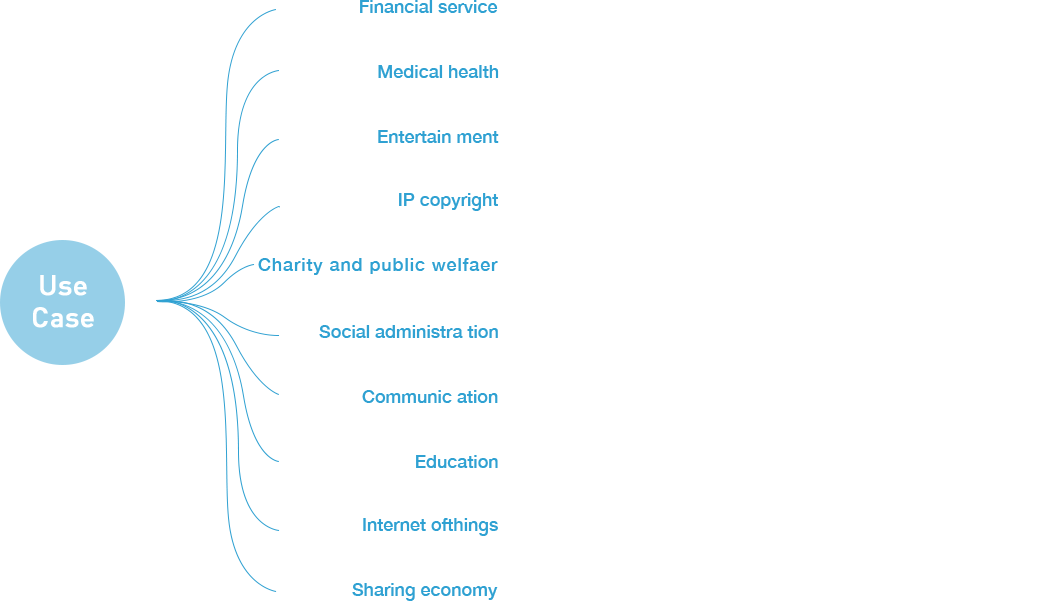 Financial service
Medical health
Entertain ment
IP copyright
Charity and public welfaer
Use
Case
Social administra tion
Communic ation
Education
Internet ofthings
Sharing economy